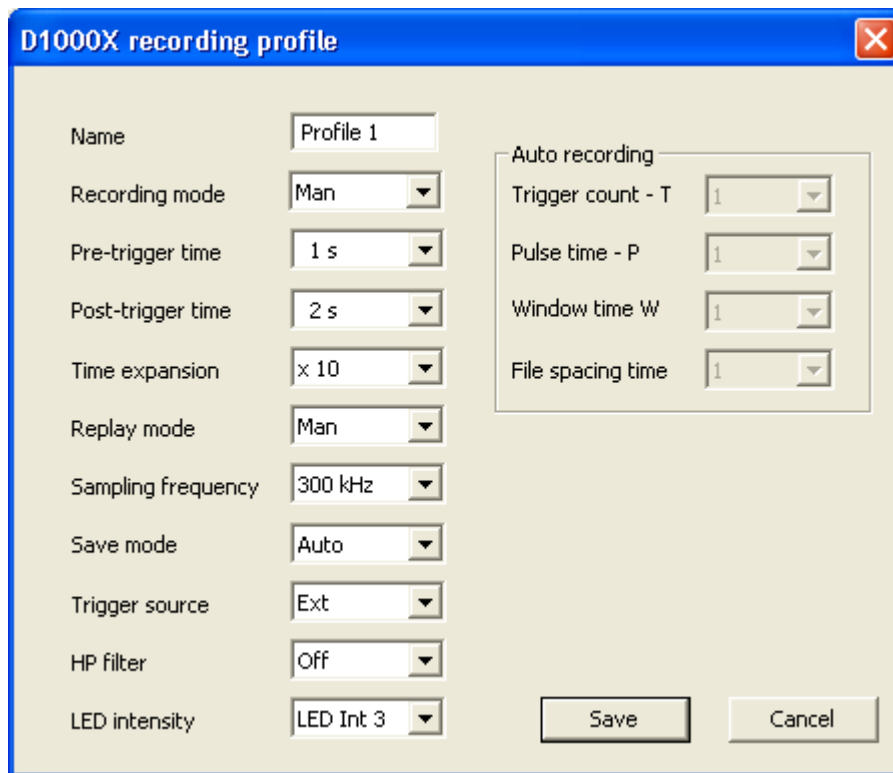 D1000X recording profile
Name Profile 1
Recording mode Man
Pre-trigger time 1 s
Post-trigger time 2 s
Time expansion x 10
Replay mode Man
Sampling frequency 300 kHz
Save mode Auto
Trigger source Ext
HP filter Off
LED intensity LED Int 3
Auto recording
Trigger count - T 1
Pulse time - P 1
Window time W 1
File spacing time 1
Save
Cancel